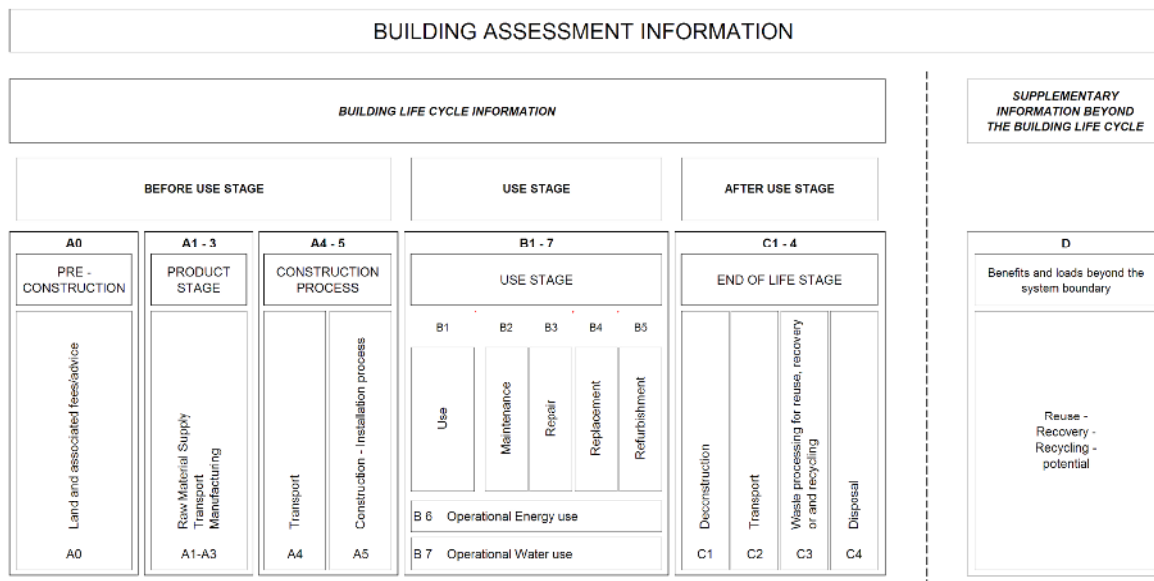 BUILDING ASSESSMENT INFORMATION
BUILDING LIFE CYCLE INFORMATION
SUPPLEMENTARY
INFORMATION BEYOND
THE BUILDING LIFE CYCLE
BEFORE USE STAGE
USE STAGE
AFTER USE STAGE
A0
PRE -
CONSTRUCTION
Land and associated fees/advice
A0
A1 - 3
PRODUCT
STAGE
Raw Material Supply
Transport
Manufacturing
A1-A3
A4 - 5
CONSTRUCTION
PROCESS
Transport
A4
Construction - Installation process
A5
B1 - 7
USE STAGE
B1
Use
B2
Maintenance
B3
Repair
B4
Replacement
B5
Refurbishment
B 6 Operational Energy use
B 7 Operational Water use
C1 - 4
END OF LIFE STAGE
Deconstruction
C1
Transport
C2
Waste processing for reuse, recovery
or and recycling
C3
Disposal
C4
D
Benefits and loads beyond the
system boundary
Reuse -
Recovery -
Recycling -
potential